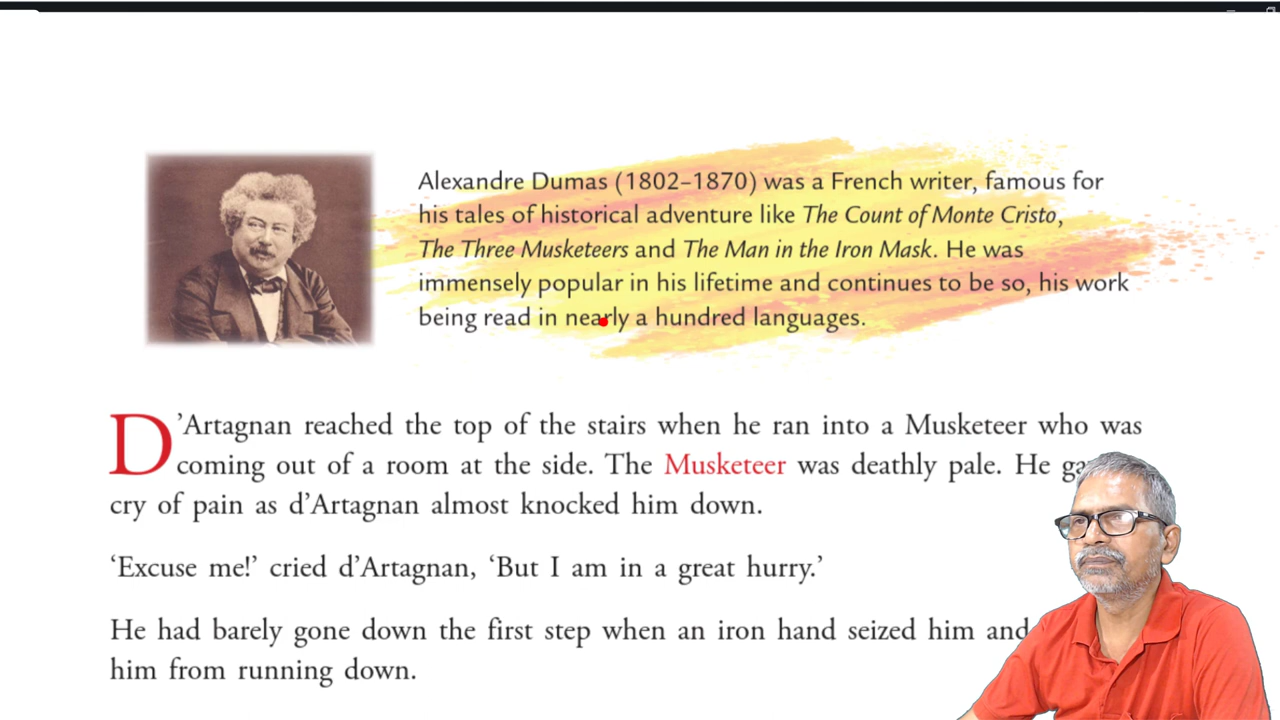 Alexandre Dumas (1802–1870) was a French writer, famous for
his tales of historical adventure like The Count of Monte Cristo,
The Three Musketeers and The Man in the Iron Mask. He was
immensely popular in his lifetime and continues to be so, his work
being read in nearly a hundred languages.
D’Artagnan reached the top of the stairs when he ran into a Musketeer who was
coming out of a room at the side. The Musketeer was deathly pale. He
cry of pain as d’Artagnan almost knocked him down.
‘Excuse me!’ cried d’Artagnan, ‘But I am in a great hurry.’
He had barely gone down the first step when an iron hand seized him and
him from running down.